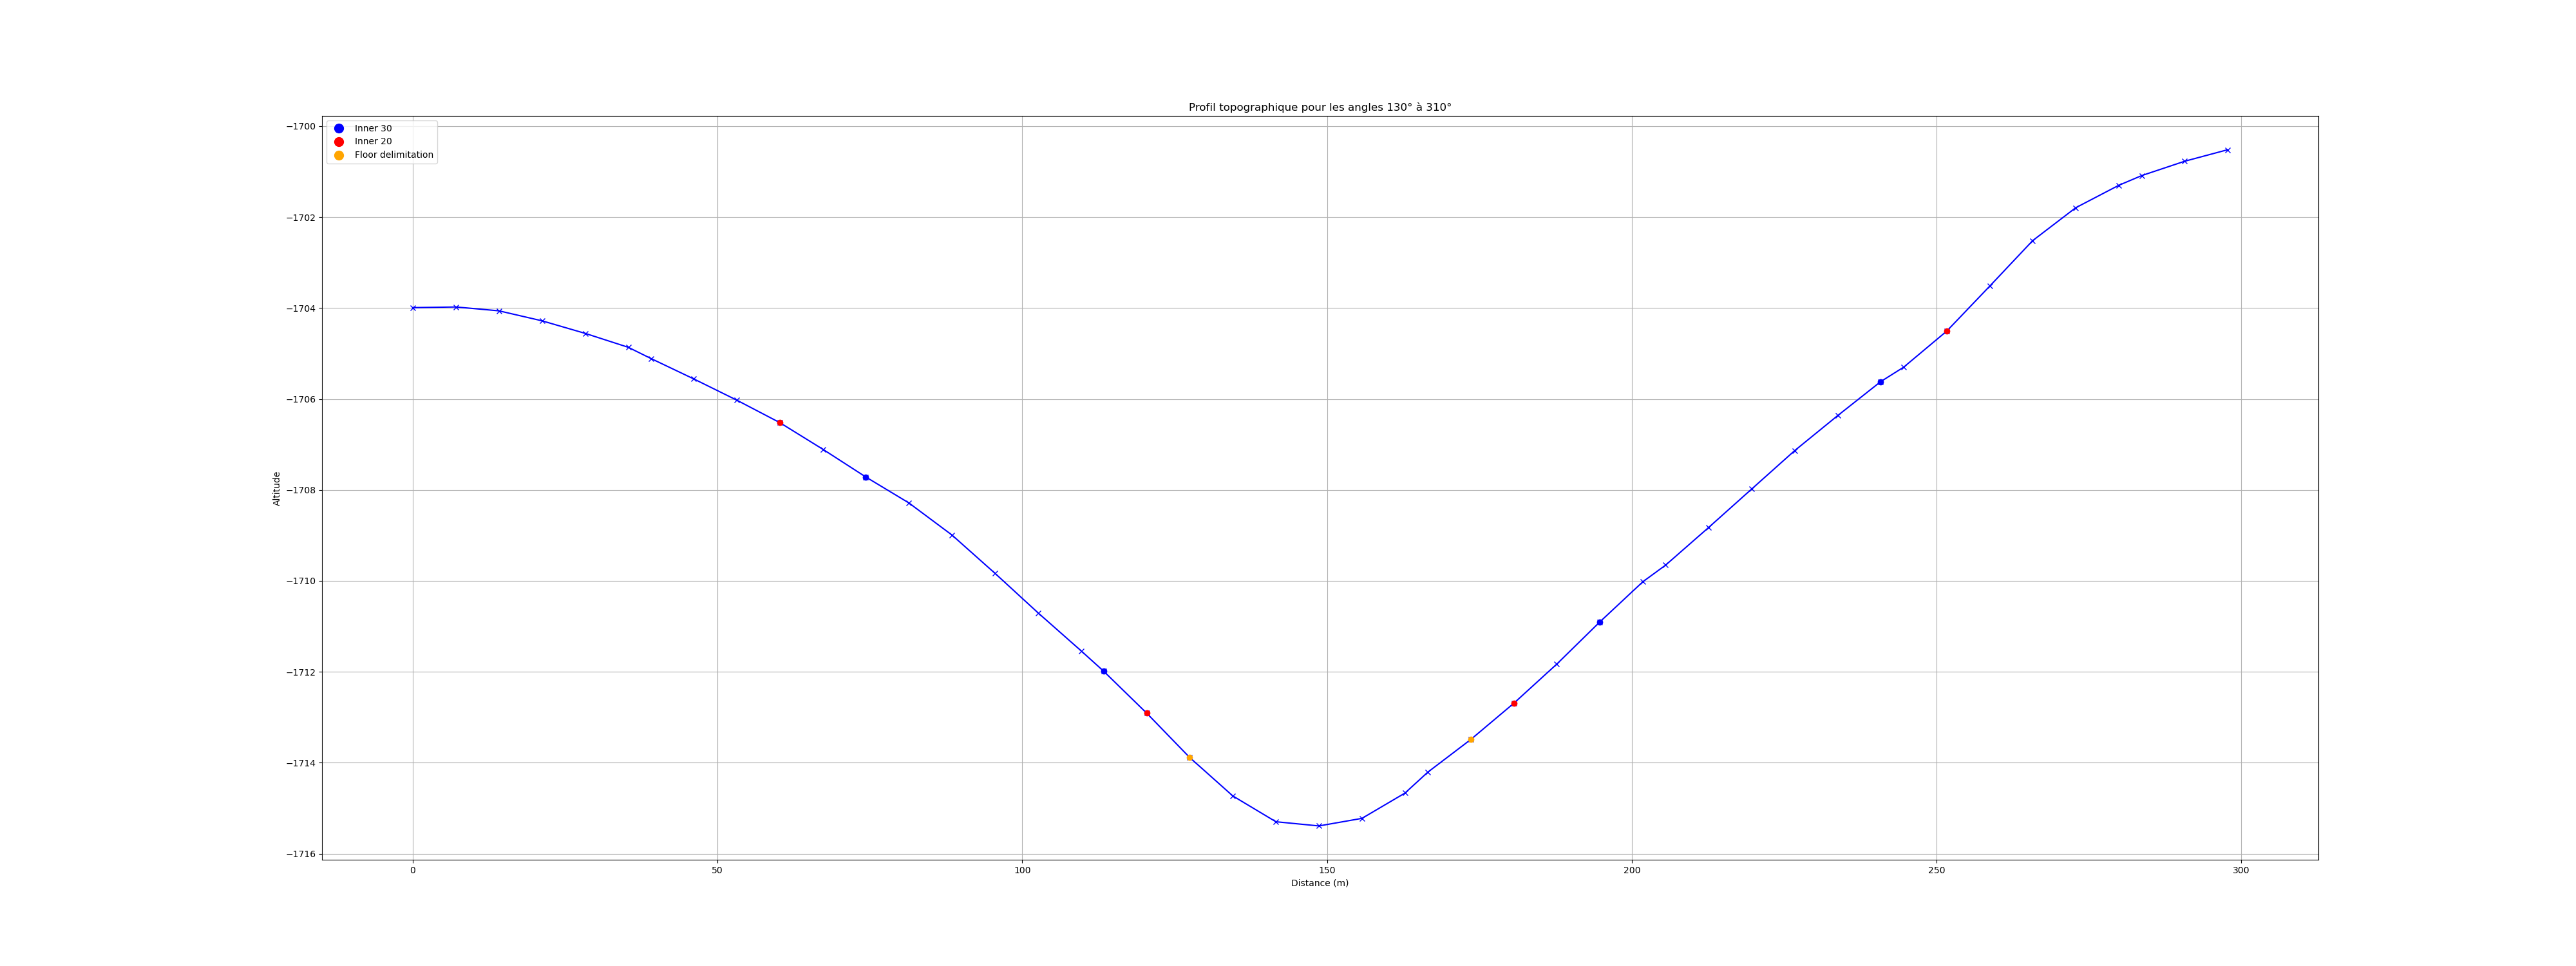 Profil topographique pour les angles 130° à 310°
Inner 30
Inner 20
Floor delimitation
−1700
−1702
−1704
−1706
−1708
−1710
−1712
−1714
−1716
Altitude
0 50 100 150 200 250 300
Distance (m)